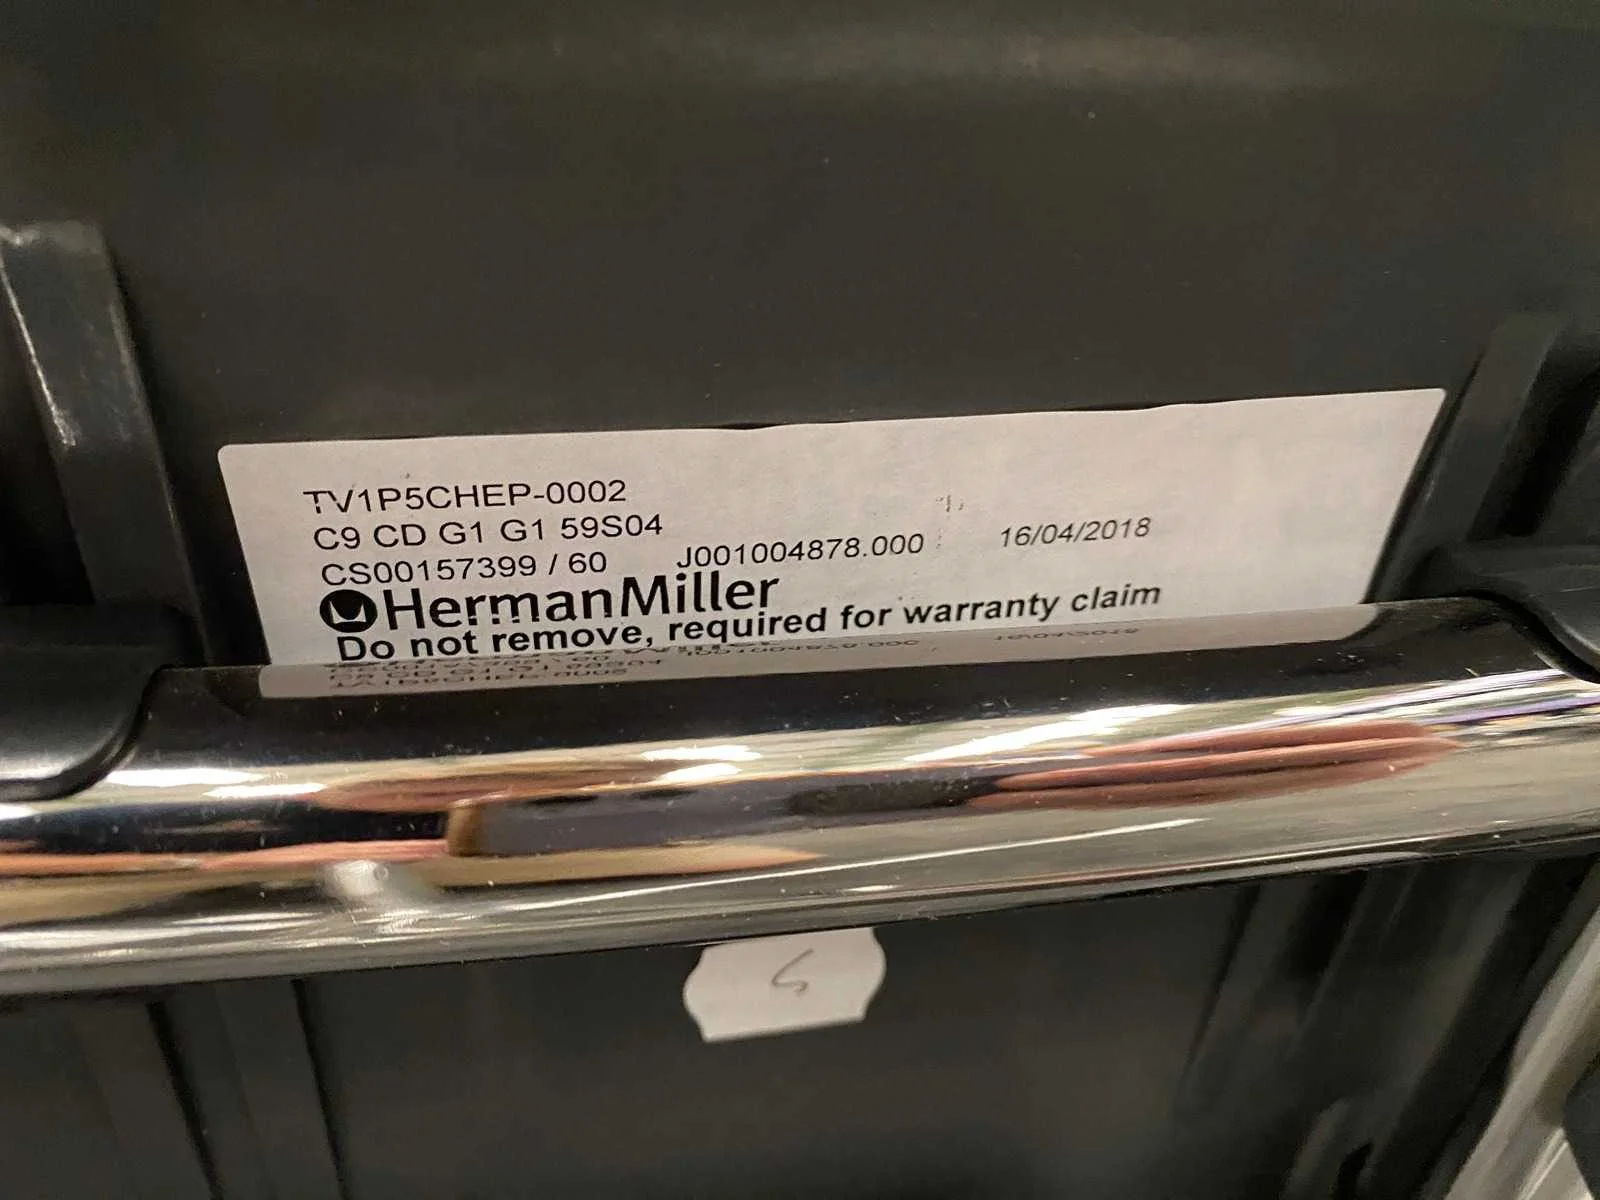 TV1P5CHEP-0002
C9 CD G1 G1 59S04
CS00157399 / 60 J001004878.000 16/04/2018
HermanMiller
Do not remove, required for warranty claim